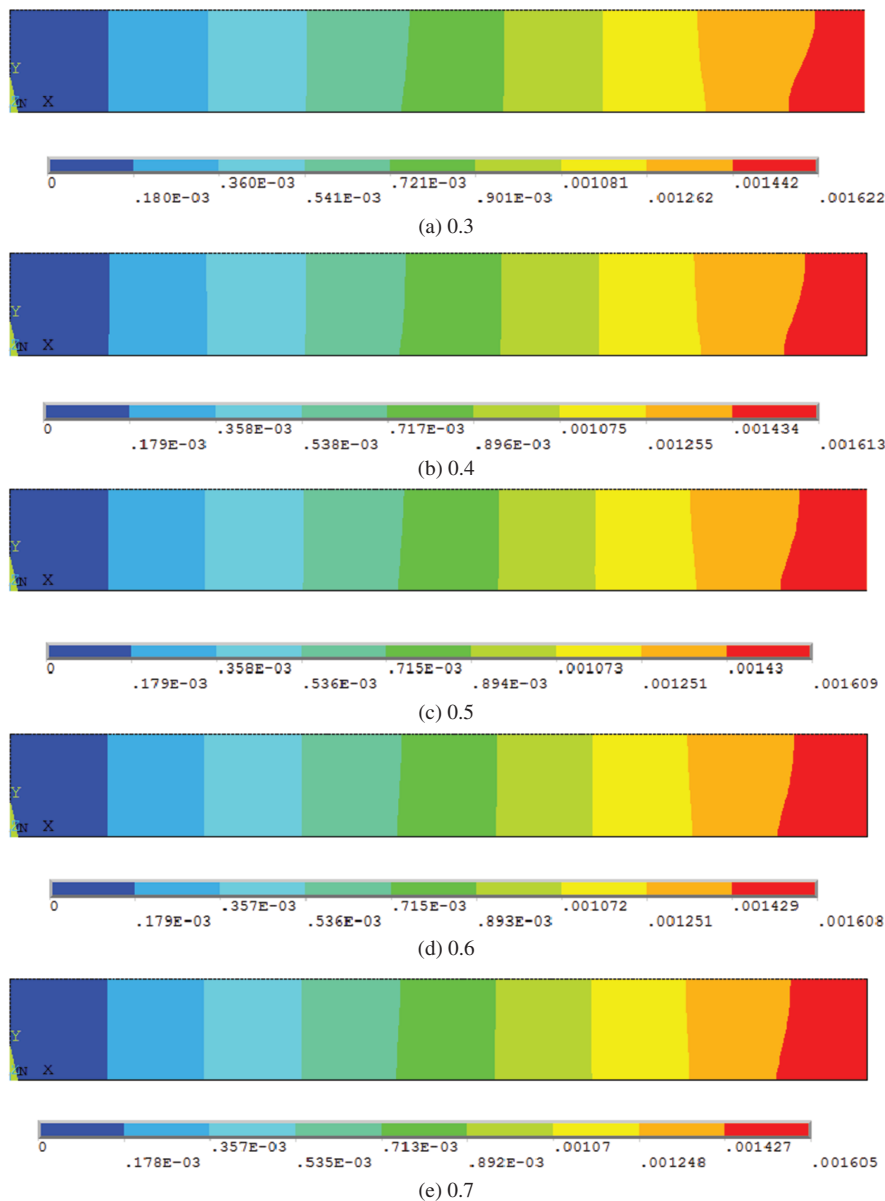 Y
N X
0 .360E-03 .721E-03 .001081 .001442
.180E-03 .541E-03 .901E-03 .001262 .001622
(a) 0.3
Y
N X
0 .358E-03 .717E-03 .001075 .001434
.179E-03 .538E-03 .896E-03 .001255 .001613
(b) 0.4
Y
N X
0 .358E-03 .715E-03 .001073 .00143
.179E-03 .536E-03 .894E-03 .001251 .001609
(c) 0.5
Y
N X
0 .357E-03 .715E-03 .001072 .001429
.179E-03 .536E-03 .893E-03 .001251 .001608
(d) 0.6
Y
N X
0 .357E-03 .713E-03 .00107 .001427
.178E-03 .535E-03 .892E-03 .001248 .001605
(e) 0.7